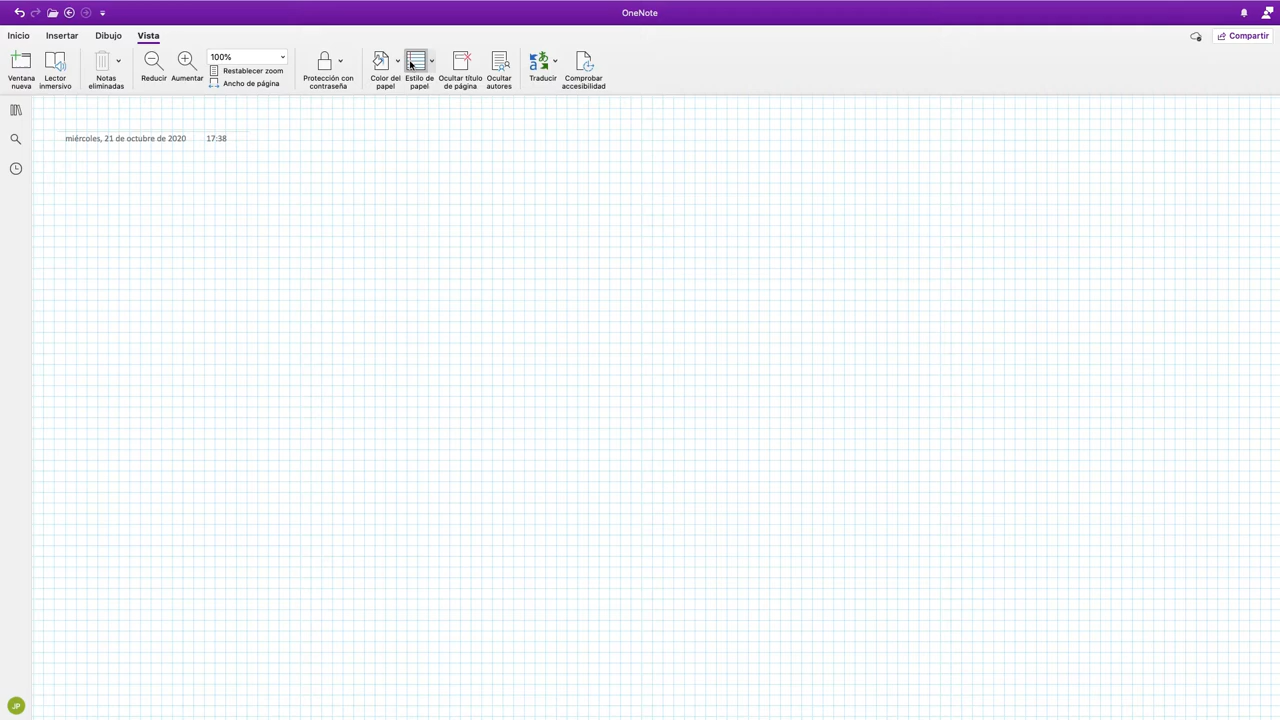 OneNote
Inicio Insertar Dibujo Vista
Compartir
100%
Restablecer zoom
Ancho de página
Ventana nueva
Lector inmersivo
Notas eliminadas
Reducir
Aumentar
Protección con contraseña
Color del papel
Estilo de papel
Ocultar título de página
Ocultar autores
Traducir
Comprobar accesibilidad
miércoles, 21 de octubre de 2020 17:38
JP